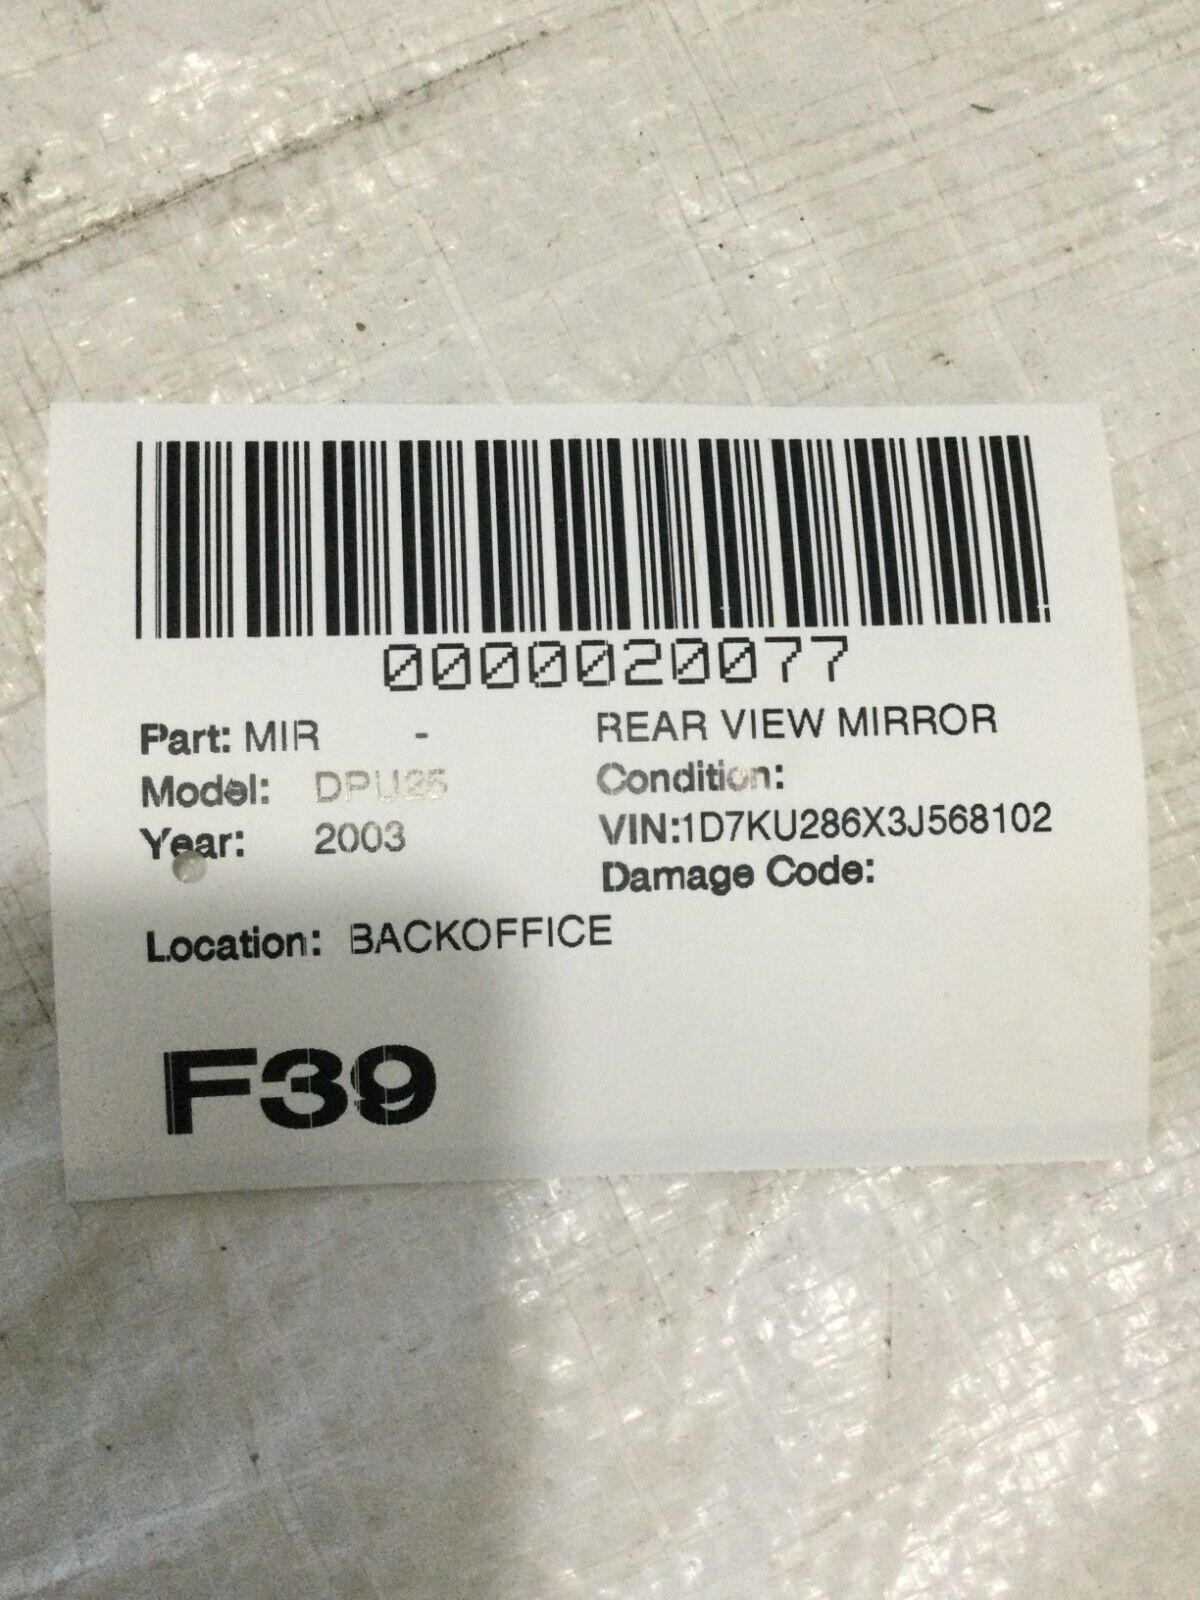 0000020077
Part: MIR - REAR VIEW MIRROR
Model: DPU25 Condition:
Year: 2003 VIN:1D7KU286X3J568102
Damage Code:
Location: BACKOFFICE
F39